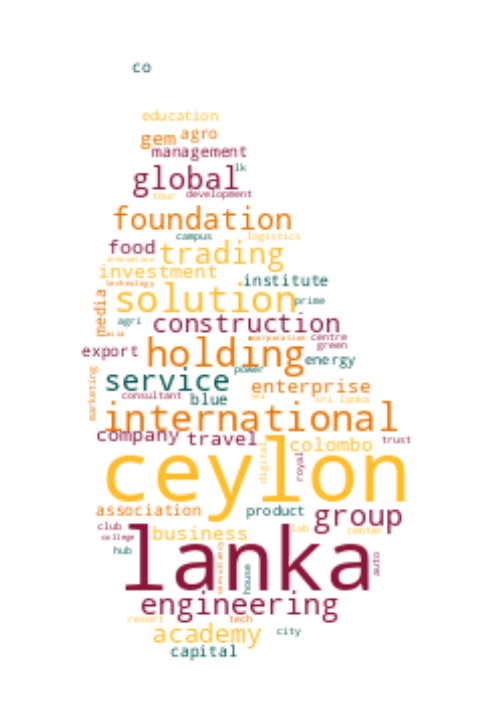 co
education
gem agro
management
lk
global
tour development
foundation
campus logistics
food trading
innovation
investment
technology institute
media solution prime
agri construction
corporation centre
green
export holding energy
power
service enterprise
marketing consultant blue sri lanka
international
company travel colombo trust
digital royal
ceylon
association product group
club business lab center
college
hub lanka auto
consultancy house
engineering
resort tech
academy city
capital